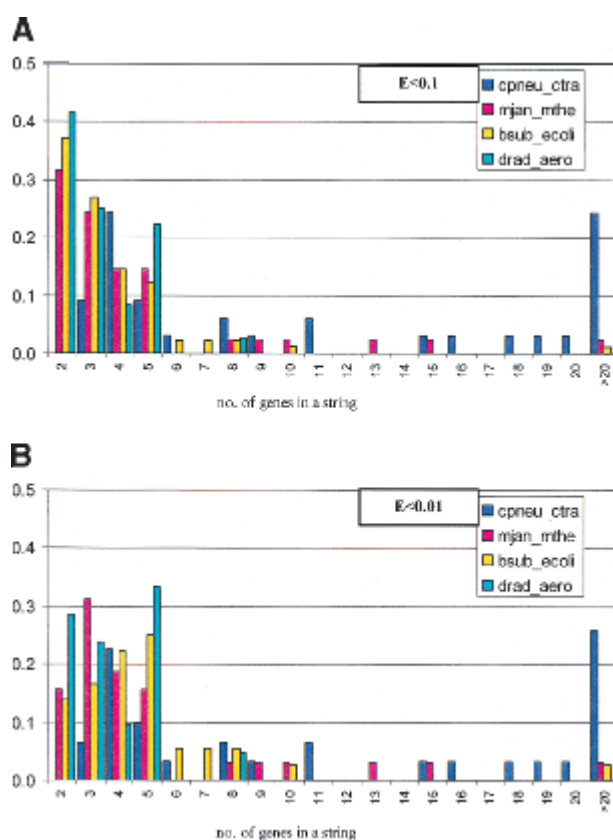 A
0.5
0.4
0.3
0.2
0.1
0.0
E<0.1
cpneu_ctra
mjan_mthe
bsub_ecoli
drad_aero
2 3 4 5 6 7 8 9 10 11 12 13 14 15 16 17 18 19 20 >20
no. of genes in a string
B
0.5
0.4
0.3
0.2
0.1
0.0
E<0.01
cpneu_ctra
mjan_mthe
bsub_ecoli
drad_aero
2 3 4 5 6 7 8 9 10 11 12 13 14 15 16 17 18 19 20 >20
no. of genes in a string